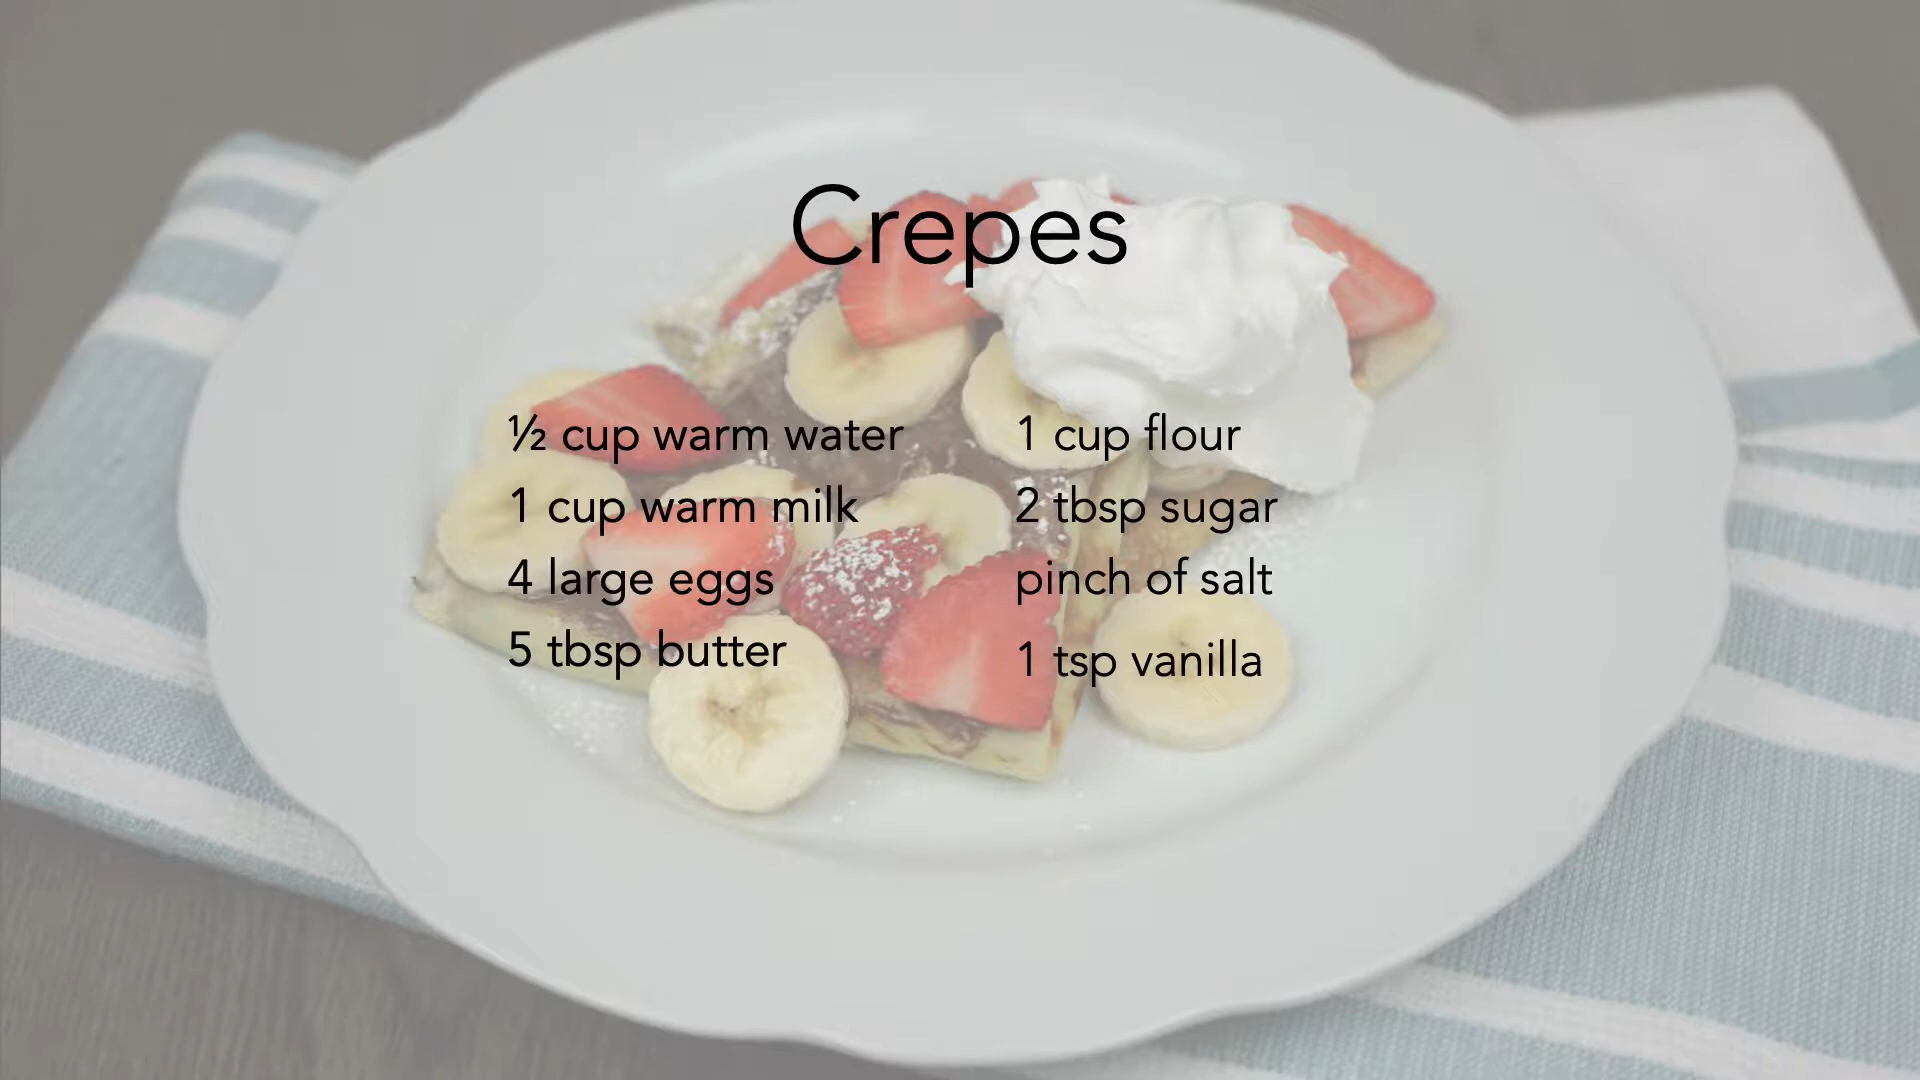 Crepes
½ cup warm water
1 cup warm milk
4 large eggs
5 tbsp butter
1 cup flour
2 tbsp sugar
pinch of salt
1 tsp vanilla